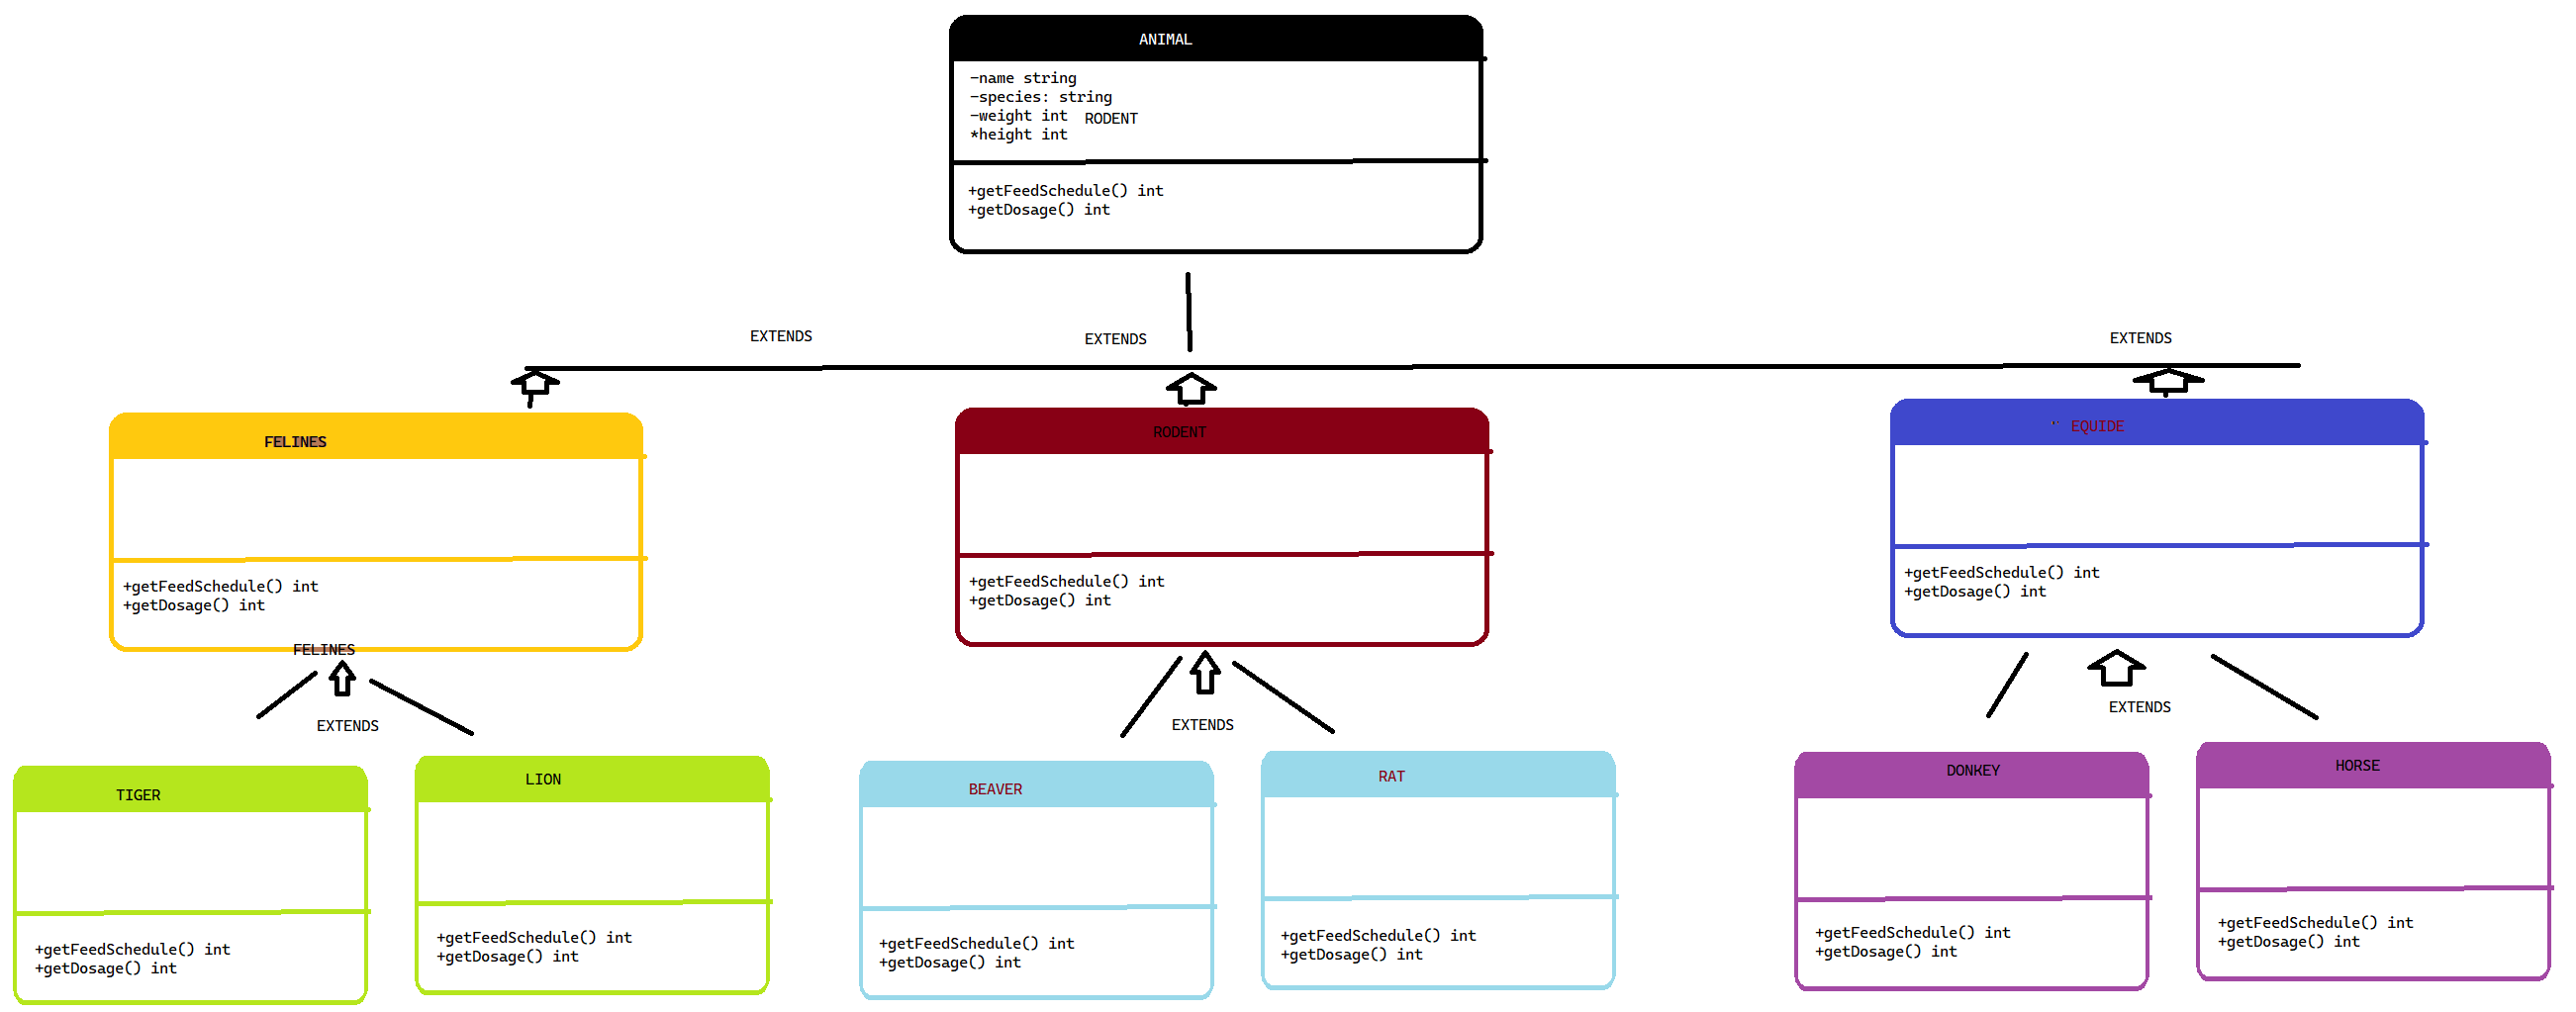 ANIMAL
-name string
-species: string
-weight int RODENT
*height int
+getFeedSchedule() int
+getDosage() int
EXTENDS
EXTENDS
EXTENDS
FELINES
+getFeedSchedule() int
+getDosage() int
FELINES
RODENT
+getFeedSchedule() int
+getDosage() int
EQUIDE
+getFeedSchedule() int
+getDosage() int
EXTENDS
EXTENDS
EXTENDS
TIGER
+getFeedSchedule() int
+getDosage() int
LION
+getFeedSchedule() int
+getDosage() int
BEAVER
+getFeedSchedule() int
+getDosage() int
RAT
+getFeedSchedule() int
+getDosage() int
DONKEY
+getFeedSchedule() int
+getDosage() int
HORSE
+getFeedSchedule() int
+getDosage() int